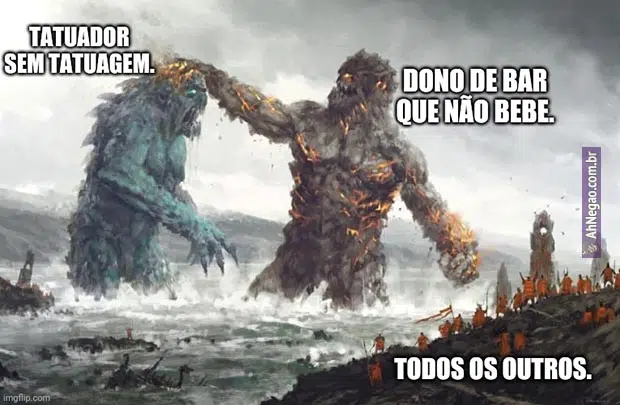 TATUADOR
SEM TATUAGEM.
DONO DE BAR
QUE NÃO BEBE.
AhNegao.com.br
TODOS OS OUTROS.
imgflip.com